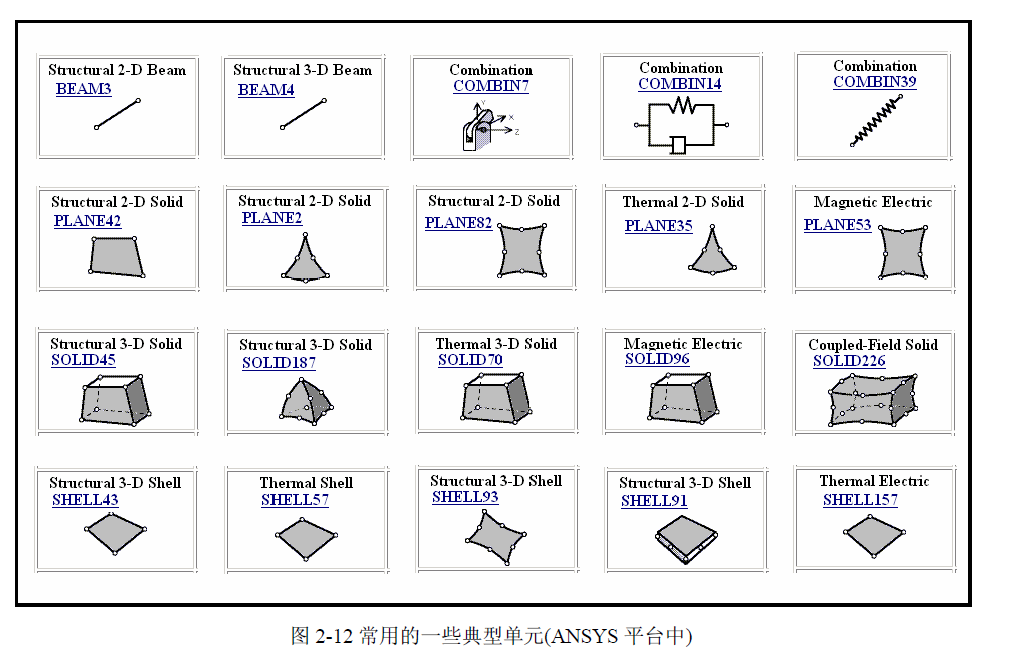 Structural 2-D Beam
BEAM3
Structural 3-D Beam
BEAM4
Combination
COMBIN7
Y
X
Z
Combination
COMBIN14
Combination
COMBIN39
Structural 2-D Solid
PLANE42
Structural 2-D Solid
PLANE2
Structural 2-D Solid
PLANE82
Thermal 2-D Solid
PLANE35
Magnetic Electric
PLANE53
Structural 3-D Solid
SOLID45
Structural 3-D Solid
SOLID187
Thermal 3-D Solid
SOLID70
Magnetic Electric
SOLID96
Coupled-Field Solid
SOLID226
Structural 3-D Shell
SHELL43
Thermal Shell
SHELL57
Structural 3-D Shell
SHELL93
Structural 3-D Shell
SHELL91
Thermal Electric
SHELL157
图 2-12 常用的一些典型单元(ANSYS 平台中)